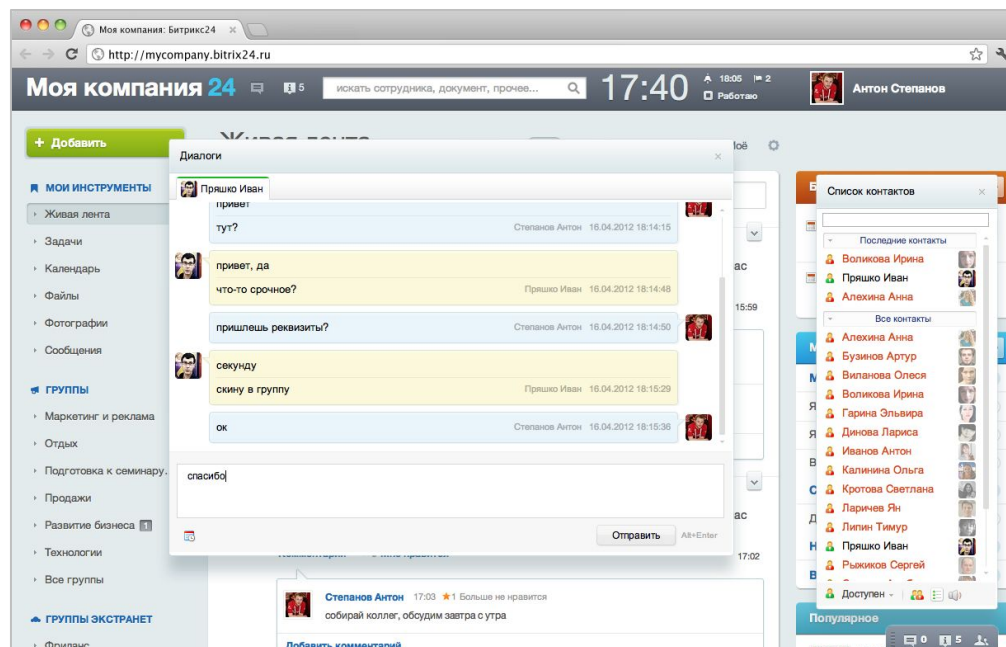 Моя компания: Битрикс24
http://mycompany.bitrix24.ru
Моя компания 24
5
искать сотрудника, документ, прочее...
17:40
18:05
2
Работаю
Антон Степанов
+ Добавить
МОИ ИНСТРУМЕНТЫ
Живая лента
Задачи
Календарь
Файлы
Фотографии
Сообщения
ГРУППЫ
Маркетинг и реклама
Отдых
Подготовка к семинару.
Продажи
Развитие бизнеса 1
Технологии
Все группы
ГРУППЫ ЭКСТРАНЕТ
Фриланс
Живая лента
Диалоги
Пряшко Иван
привет
тут?
Степанов Антон 16.04.2012 18:14:15
привет, да
что-то срочное?
Пряшко Иван 16.04.2012 18:14:48
пришлешь реквизиты?
Степанов Антон 16.04.2012 18:14:50
секунду
скину в группу
Пряшко Иван 16.04.2012 18:15:29
ок
Степанов Антон 16.04.2012 18:15:36
спасибо
Отправить
Alt+Enter
15:59
17:02
Степанов Антон 17:03 ★1 Больше не нравится
собирай коллег, обсудим завтра с утра
Добавить комментарий
Список контактов
Последние контакты
Воликова Ирина
Пряшко Иван
Алехина Анна
Все контакты
Алехина Анна
Бузинов Артур
Виланова Олеся
Воликова Ирина
Гарина Эльвира
Динова Лариса
Иванов Антон
Калинина Ольга
Кротова Светлана
Ларичев Ян
Липин Тимур
Пряшко Иван
Рыжиков Сергей
Доступен
Популярное
0
5